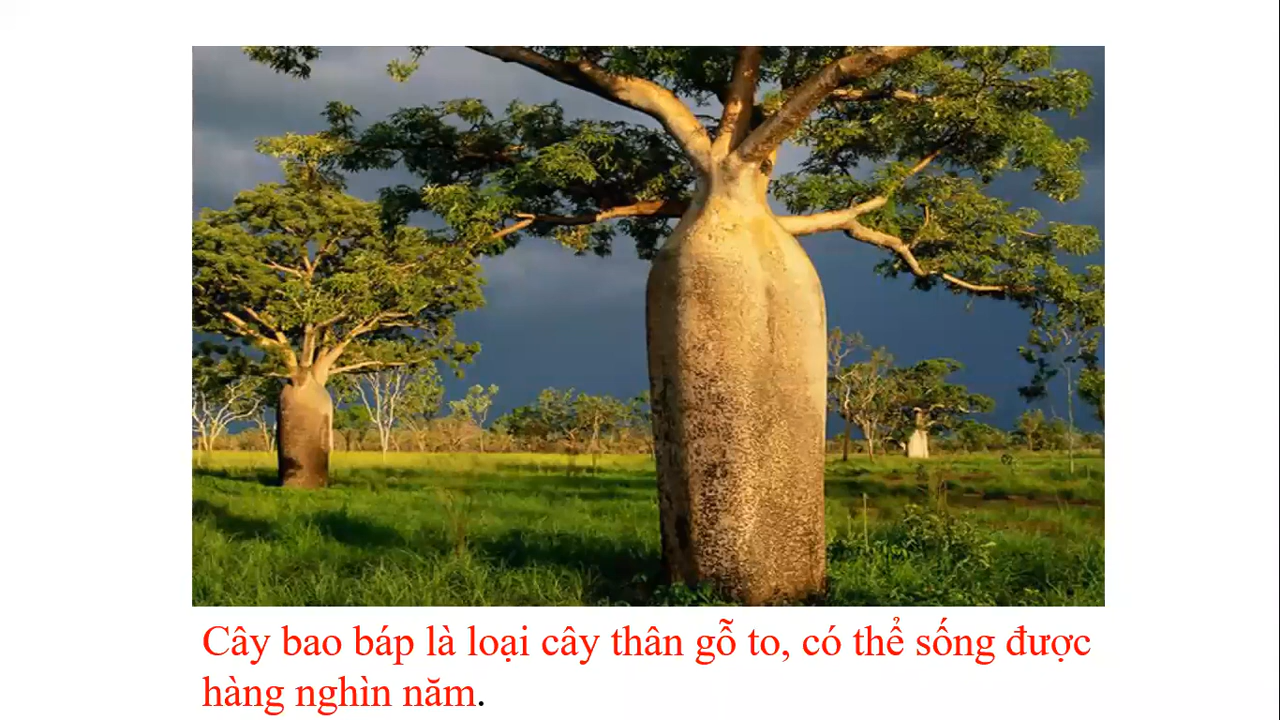 Cây bao báp là loại cây thân gỗ to, có thể sống được
hàng nghìn năm.